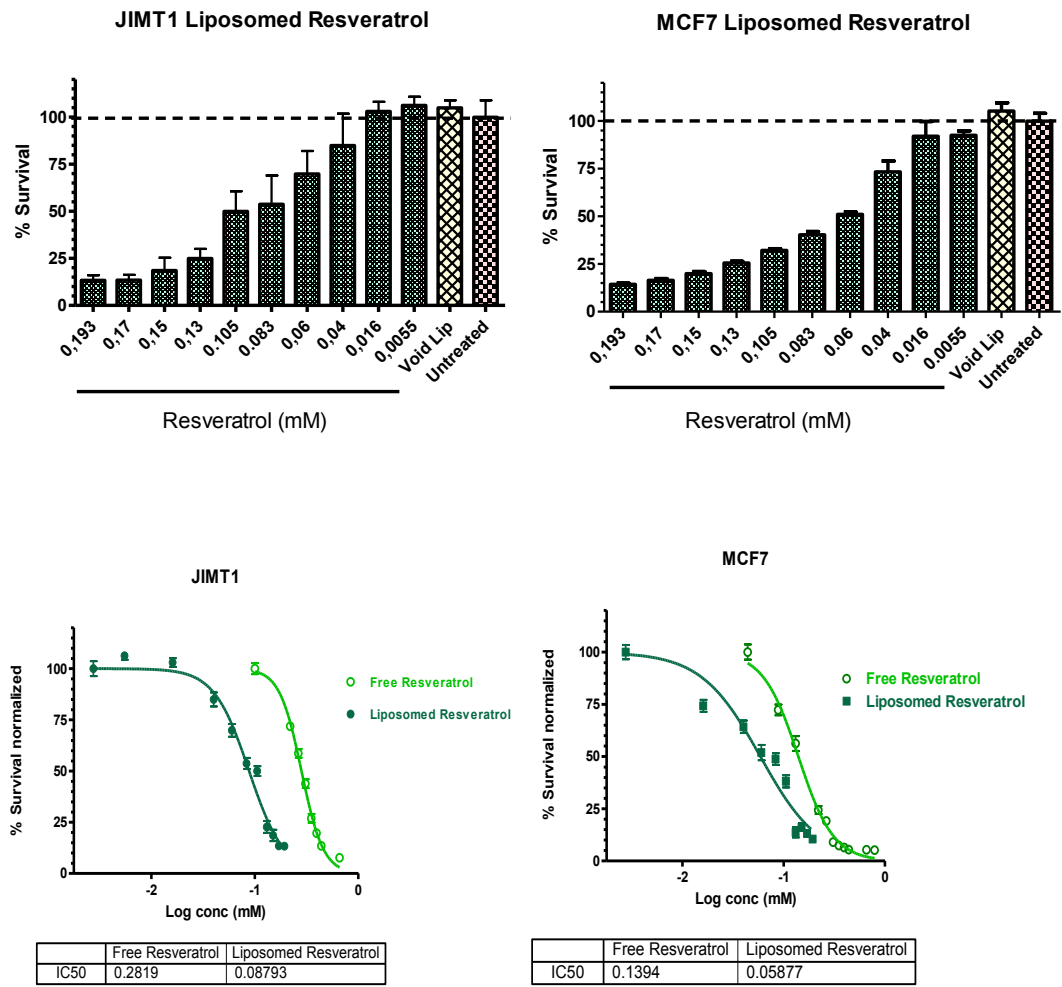 JIMT1 Liposomed Resveratrol
% Survival
100
75
50
25
0
0,193
0,17
0,15
0,13
0.105
0.083
0,06
0,04
0,016
0,0055
Void Lip
Untreated
Resveratrol (mM)
MCF7 Liposomed Resveratrol
% Survival
100
75
50
25
0
0,193
0,17
0,15
0,13
0,105
0.083
0.06
0.04
0.016
0.0055
Void Lip
Untreated
Resveratrol (mM)
JIMT1
% Survival normalized
100
75
50
25
0
-2
-1
0
Log conc (mM)
Free Resveratrol
Liposomed Resveratrol
Free Resveratrol Liposomed Resveratrol
IC50 0.2819 0.08793
MCF7
% Survival normalized
100
75
50
25
0
-2
-1
0
Log conc (mM)
Free Resveratrol
Liposomed Resveratrol
Free Resveratrol Liposomed Resveratrol
IC50 0.1394 0.05877